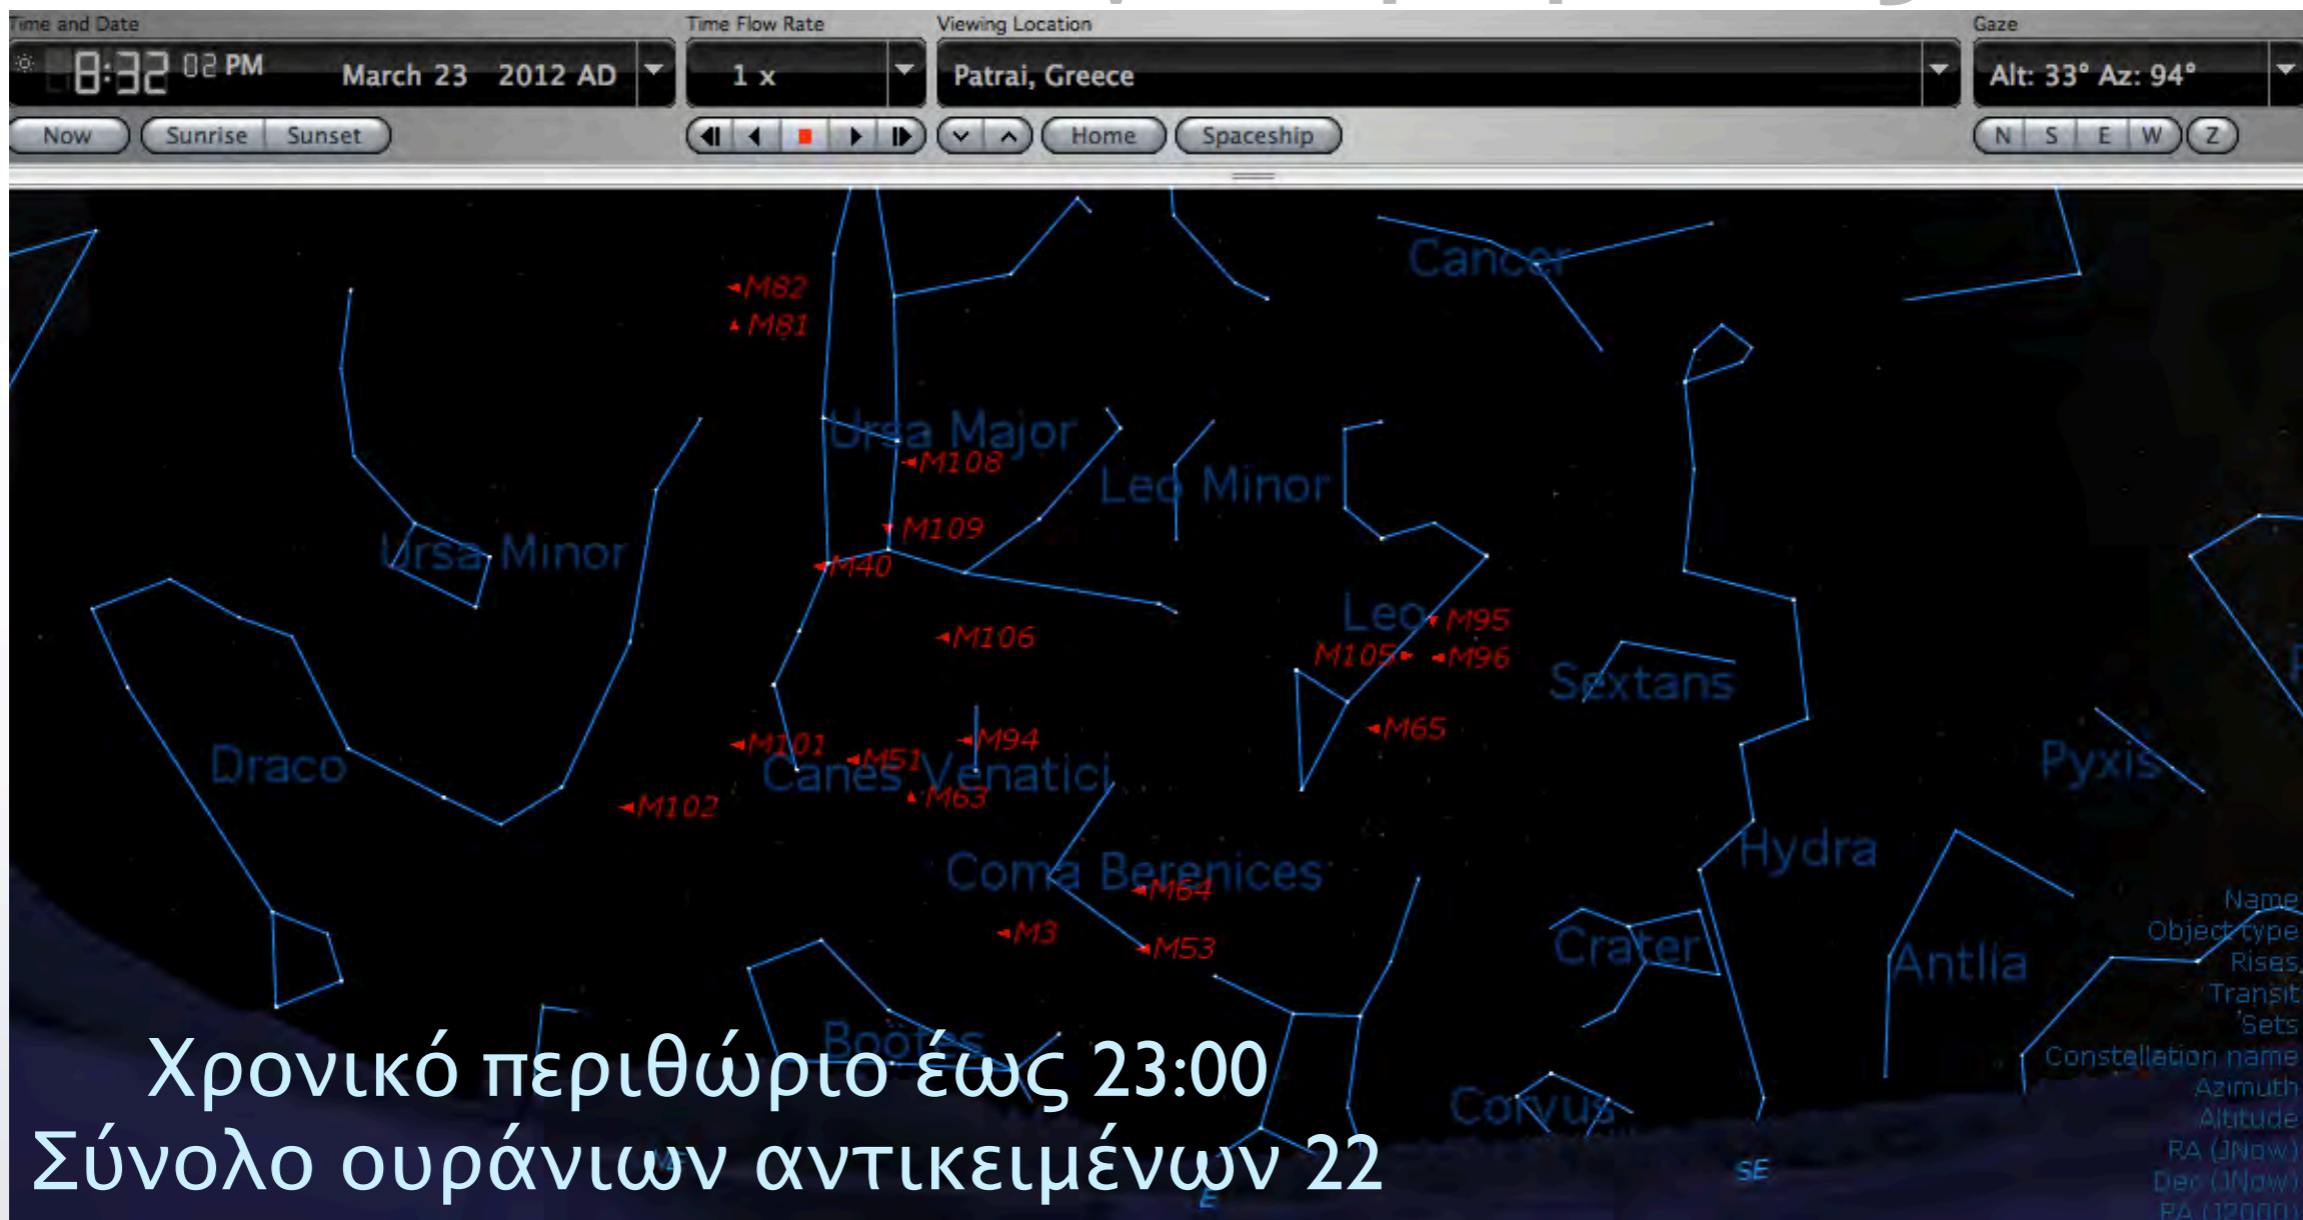 Time and Date Time Flow Rate Viewing Location Gaze
8:32 02 PM March 23 2012 AD 1 x Patrai, Greece Alt: 33° Az: 94°
Now Sunrise Sunset Home Spaceship N S E W Z
Cancer
M82
M81
Ursa Major
M108
Leo Minor
M109
Ursa Minor
M40
Leo M95
M106
M105 M96
Sextans
M65
M101 M51 M94
Draco Canes Venatici Pyxis
M102 M63
Hydra
Coma Berenices
M64
Name
M3 M53
Object type
Crater Antlia
Rises
Transit
Sets
Boötes
Constellation name
Χρονικό περιθώριο έως 23:00
Azimuth
Corvus
Altitude
RA (JNow)
Σύνολο ουράνιων αντικειμένων 22
SE
Dec (JNow)
E
RA (J2000)